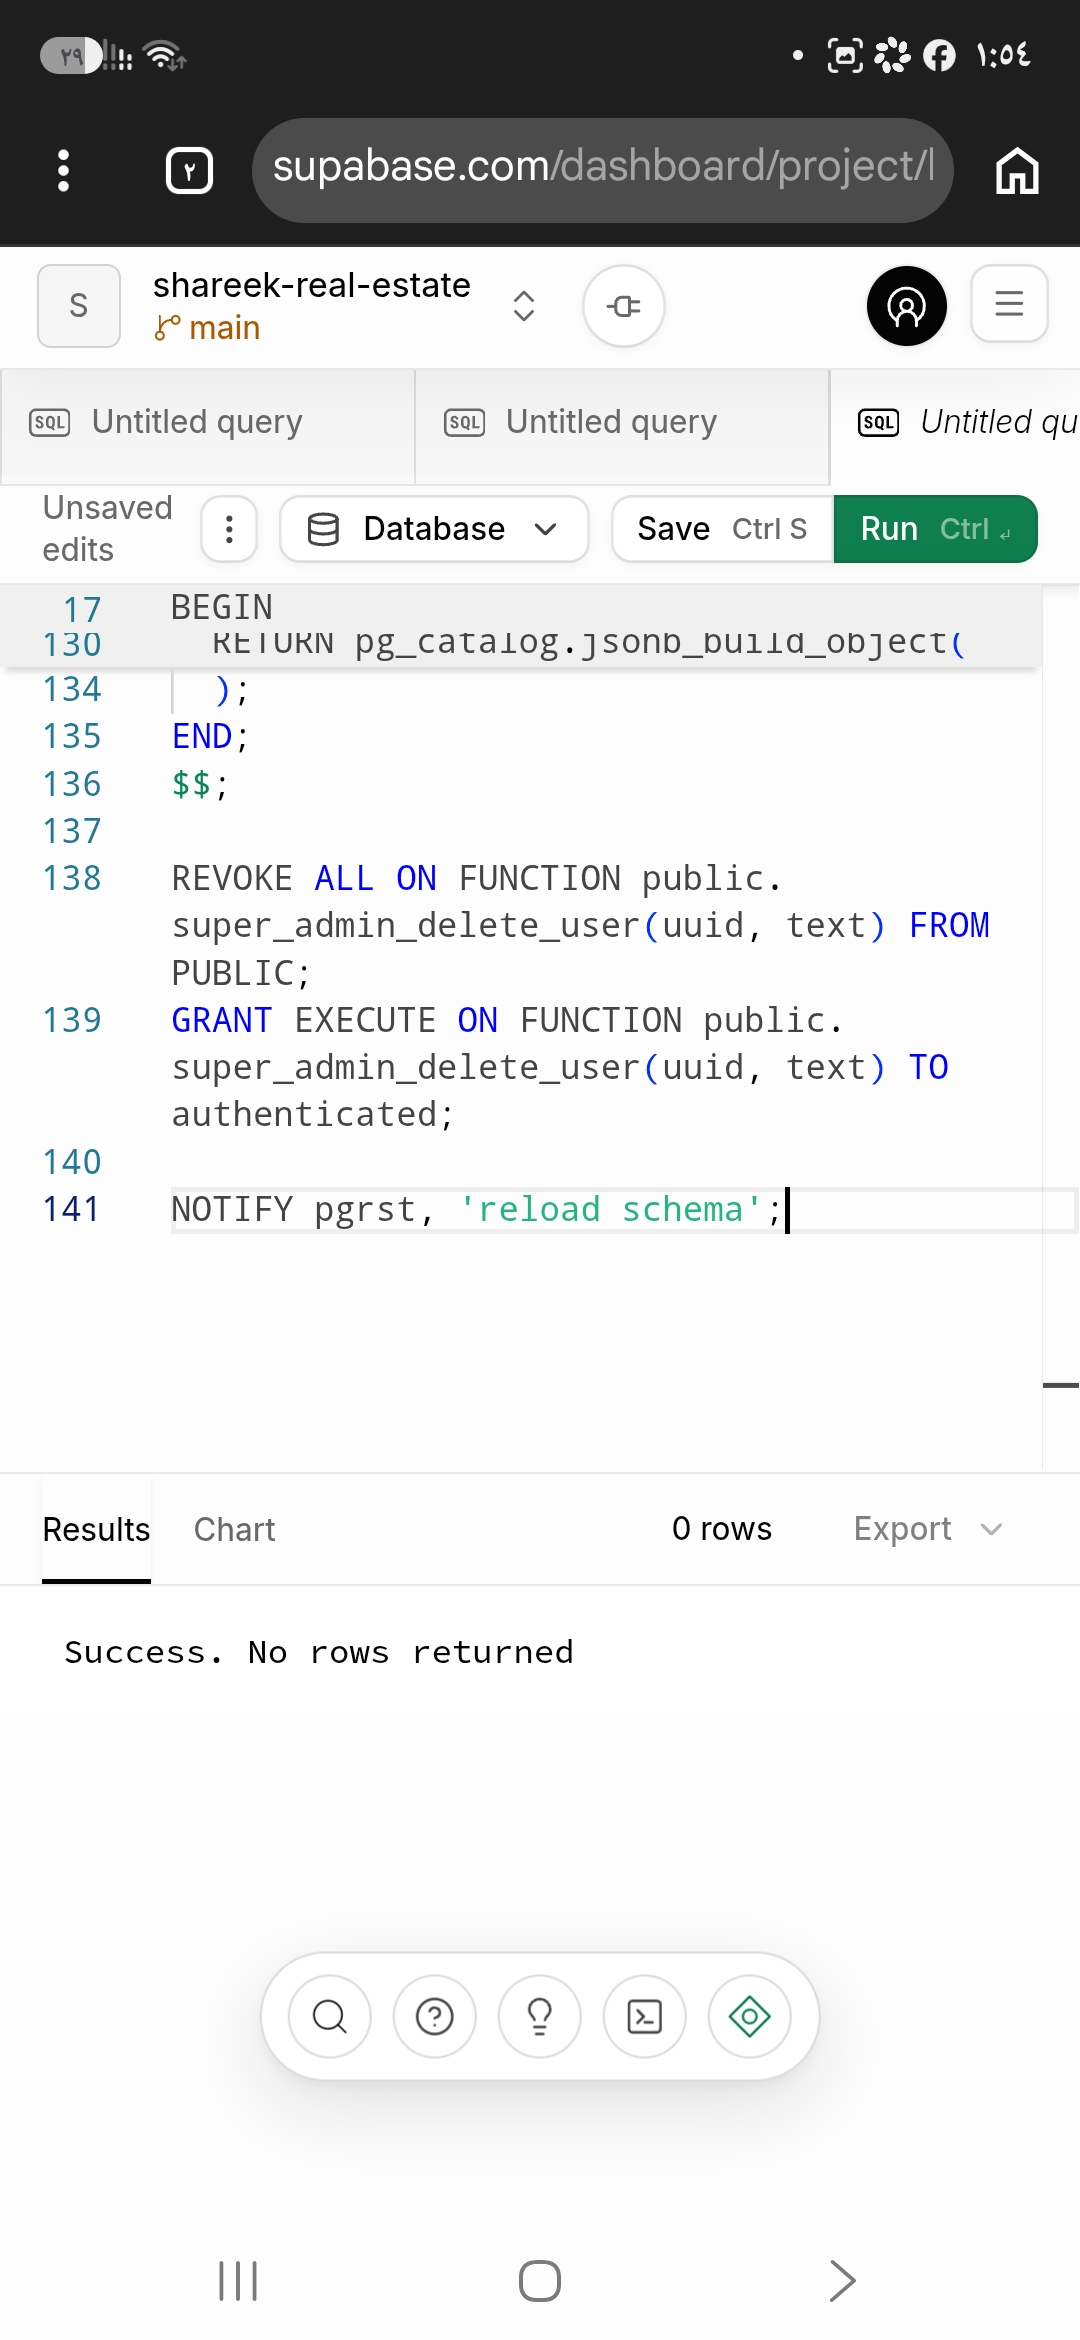 ٢٩
١:٥٤
٢
supabase.com/dashboard/project/l
S
shareek-real-estate
main
SQL Untitled query
SQL Untitled query
SQL Untitled qu
Unsaved edits
Database
Save Ctrl S
Run Ctrl ↵
17 BEGIN
130 RETURN pg_catalog.jsonb_build_object(
134 );
135 END;
136 $$;
137
138 REVOKE ALL ON FUNCTION public.
super_admin_delete_user(uuid, text) FROM
PUBLIC;
139 GRANT EXECUTE ON FUNCTION public.
super_admin_delete_user(uuid, text) TO
authenticated;
140
141 NOTIFY pgrst, 'reload schema';
Results Chart 0 rows Export
Success. No rows returned